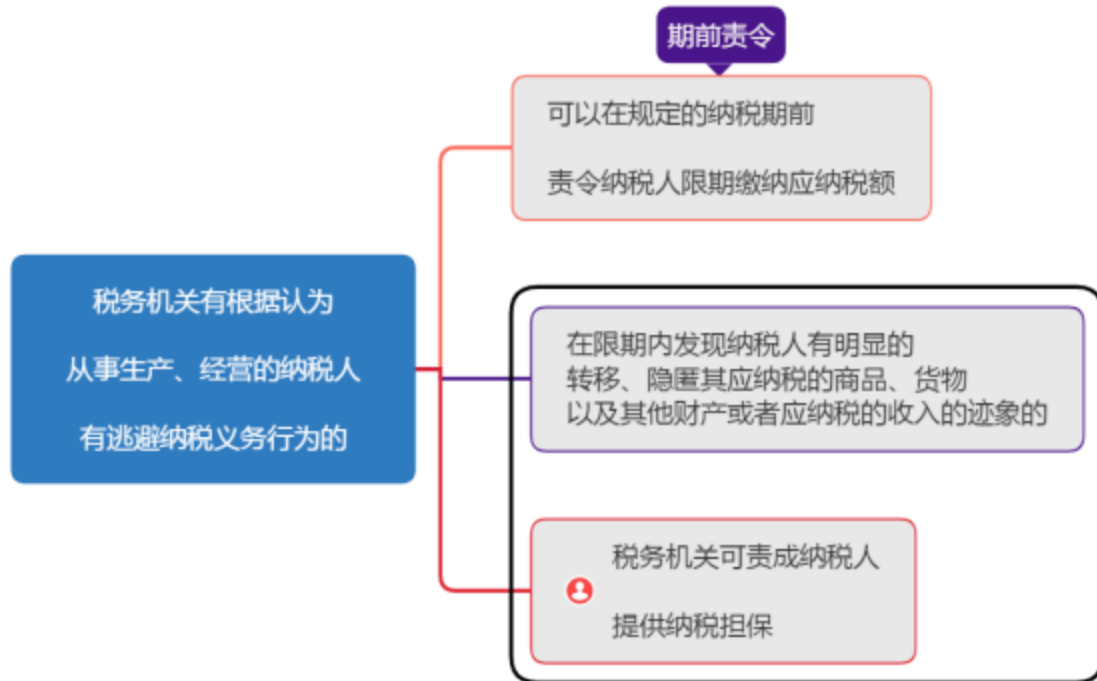 期前责令
可以在规定的纳税期前
责令纳税人限期缴纳应纳税额
税务机关有根据认为
从事生产、经营的纳税人
有逃避纳税义务行为的
在限期内发现纳税人有明显的
转移、隐匿其应纳税的商品、货物
以及其他财产或者应纳税的收入的迹象的
税务机关可责成纳税人
提供纳税担保